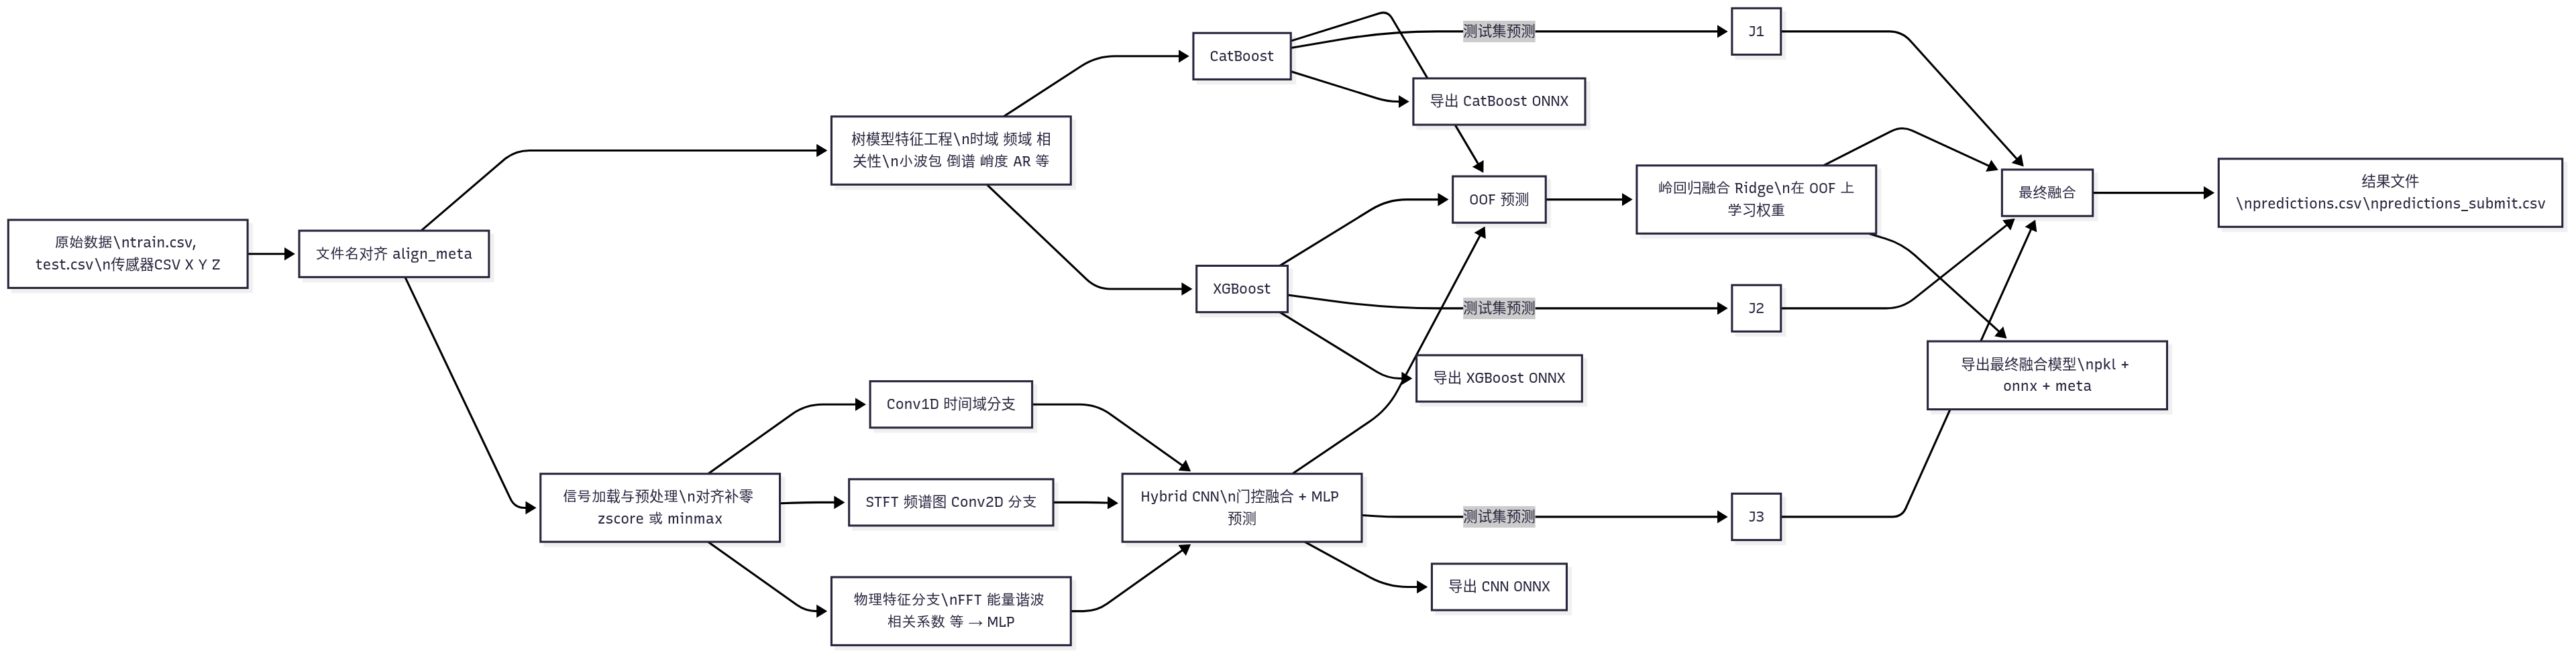 原始数据\ntrain.csv,
test.csv\n传感器CSV X Y Z
文件名对齐 align_meta
树模型特征工程\n时域 频域 相
关性\n小波包 倒谱 峭度 AR 等
信号加载与预处理\n对齐补零
zscore 或 minmax
Conv1D 时间域分支
STFT 频谱图 Conv2D 分支
物理特征分支\nFFT 能量谐波
相关系数 等 → MLP
CatBoost
XGBoost
Hybrid CNN\n门控融合 + MLP
预测
测试集预测
导出 CatBoost ONNX
OOF 预测
测试集预测
导出 XGBoost ONNX
测试集预测
导出 CNN ONNX
J1
岭回归融合 Ridge\n在 OOF 上
学习权重
J2
J3
最终融合
导出最终融合模型\npkl +
onnx + meta
结果文件
\npredictions.csv\npredictions_submit.csv